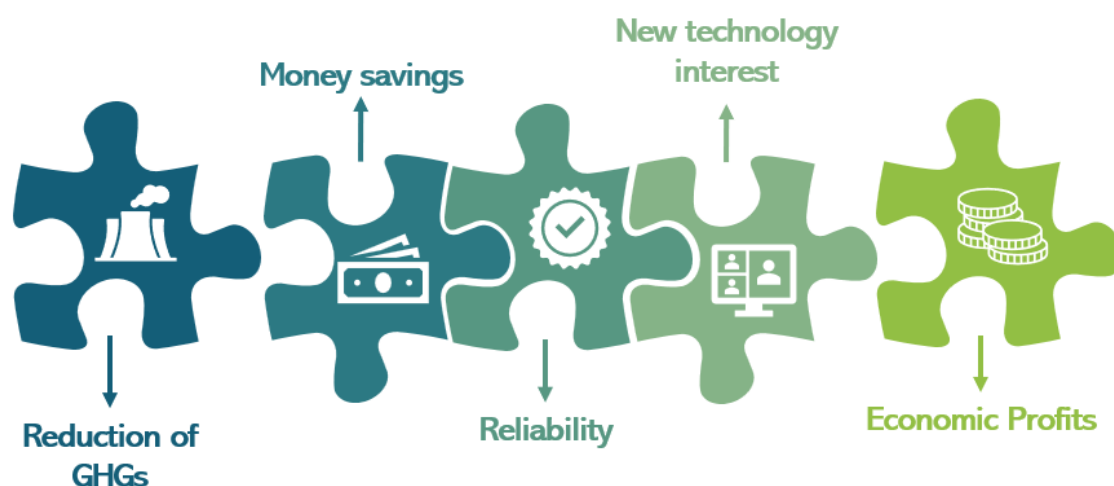 Reduction of
GHGs
Money savings
Reliability
New technology
interest
Economic Profits